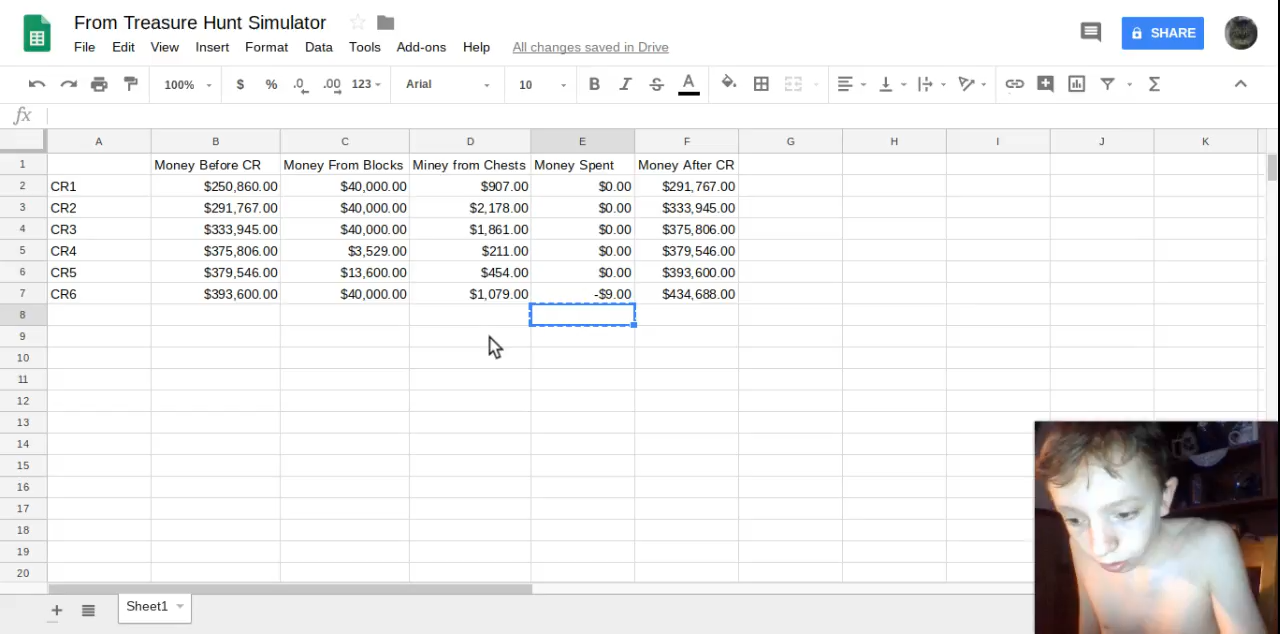 From Treasure Hunt Simulator
File Edit View Insert Format Data Tools Add-ons Help All changes saved in Drive
SHARE
100% $ % .0 .00 123 Arial 10 B I S A Σ
fx
A B C D E F G H I J K
1 Money Before CR Money From Blocks Miney from Chests Money Spent Money After CR
2 CR1 $250,860.00 $40,000.00 $907.00 $0.00 $291,767.00
3 CR2 $291,767.00 $40,000.00 $2,178.00 $0.00 $333,945.00
4 CR3 $333,945.00 $40,000.00 $1,861.00 $0.00 $375,806.00
5 CR4 $375,806.00 $3,529.00 $211.00 $0.00 $379,546.00
6 CR5 $379,546.00 $13,600.00 $454.00 $0.00 $393,600.00
7 CR6 $393,600.00 $40,000.00 $1,079.00 -$9.00 $434,688.00
8
9
10
11
12
13
14
15
16
17
18
19
20
Sheet1